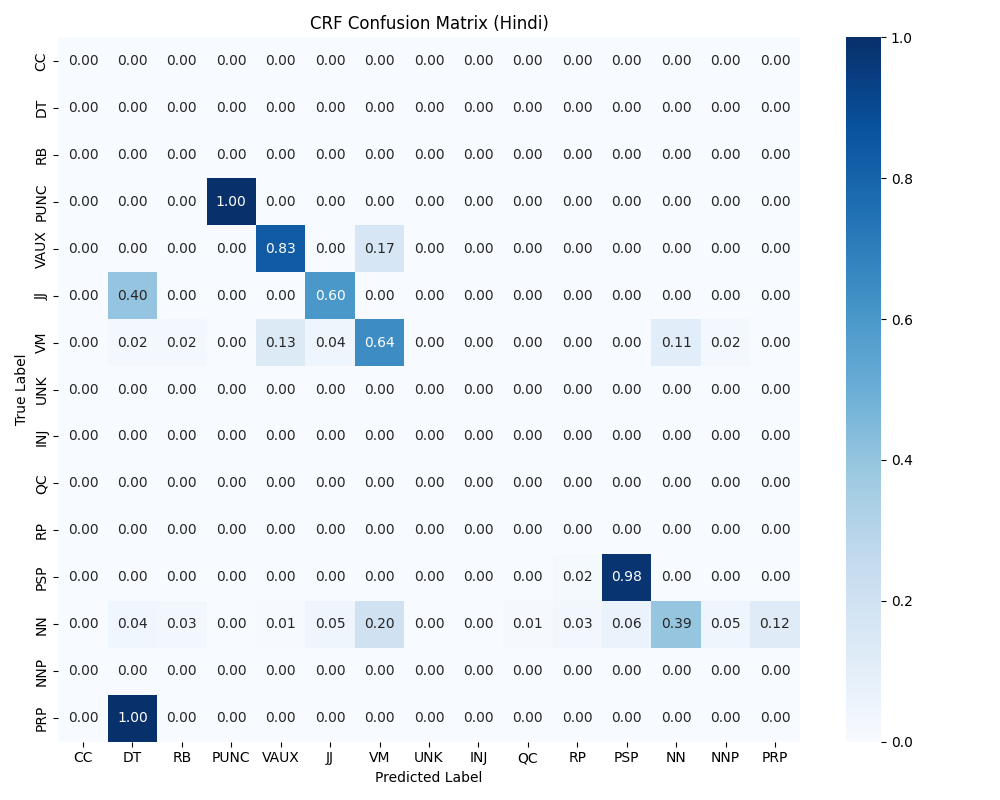 CRF Confusion Matrix (Hindi)
CC 0.00 0.00 0.00 0.00 0.00 0.00 0.00 0.00 0.00 0.00 0.00 0.00 0.00 0.00 0.00
DT 0.00 0.00 0.00 0.00 0.00 0.00 0.00 0.00 0.00 0.00 0.00 0.00 0.00 0.00 0.00
RB 0.00 0.00 0.00 0.00 0.00 0.00 0.00 0.00 0.00 0.00 0.00 0.00 0.00 0.00 0.00
PUNC 0.00 0.00 0.00 1.00 0.00 0.00 0.00 0.00 0.00 0.00 0.00 0.00 0.00 0.00 0.00
VAUX 0.00 0.00 0.00 0.00 0.83 0.00 0.17 0.00 0.00 0.00 0.00 0.00 0.00 0.00 0.00
JJ 0.00 0.40 0.00 0.00 0.00 0.60 0.00 0.00 0.00 0.00 0.00 0.00 0.00 0.00 0.00
VM 0.00 0.02 0.02 0.00 0.13 0.04 0.64 0.00 0.00 0.00 0.00 0.00 0.11 0.02 0.00
UNK 0.00 0.00 0.00 0.00 0.00 0.00 0.00 0.00 0.00 0.00 0.00 0.00 0.00 0.00 0.00
INJ 0.00 0.00 0.00 0.00 0.00 0.00 0.00 0.00 0.00 0.00 0.00 0.00 0.00 0.00 0.00
QC 0.00 0.00 0.00 0.00 0.00 0.00 0.00 0.00 0.00 0.00 0.00 0.00 0.00 0.00 0.00
RP 0.00 0.00 0.00 0.00 0.00 0.00 0.00 0.00 0.00 0.00 0.00 0.00 0.00 0.00 0.00
PSP 0.00 0.00 0.00 0.00 0.00 0.00 0.00 0.00 0.00 0.00 0.02 0.98 0.00 0.00 0.00
NN 0.00 0.04 0.03 0.00 0.01 0.05 0.20 0.00 0.00 0.01 0.03 0.06 0.39 0.05 0.12
NNP 0.00 0.00 0.00 0.00 0.00 0.00 0.00 0.00 0.00 0.00 0.00 0.00 0.00 0.00 0.00
PRP 0.00 1.00 0.00 0.00 0.00 0.00 0.00 0.00 0.00 0.00 0.00 0.00 0.00 0.00 0.00
CC DT RB PUNC VAUX JJ VM UNK INJ QC RP PSP NN NNP PRP
Predicted Label
True Label
1.0
0.8
0.6
0.4
0.2
0.0